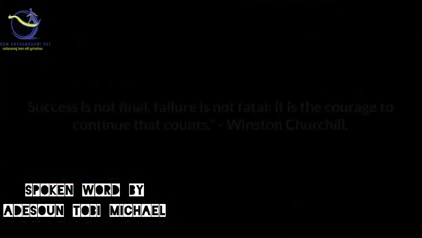 Success is not final, failure is not fatal: it is the courage to
continue that counts." - Winston Churchill.
SPOKEN WORD BY
ADESOUN TOBI MICHAEL